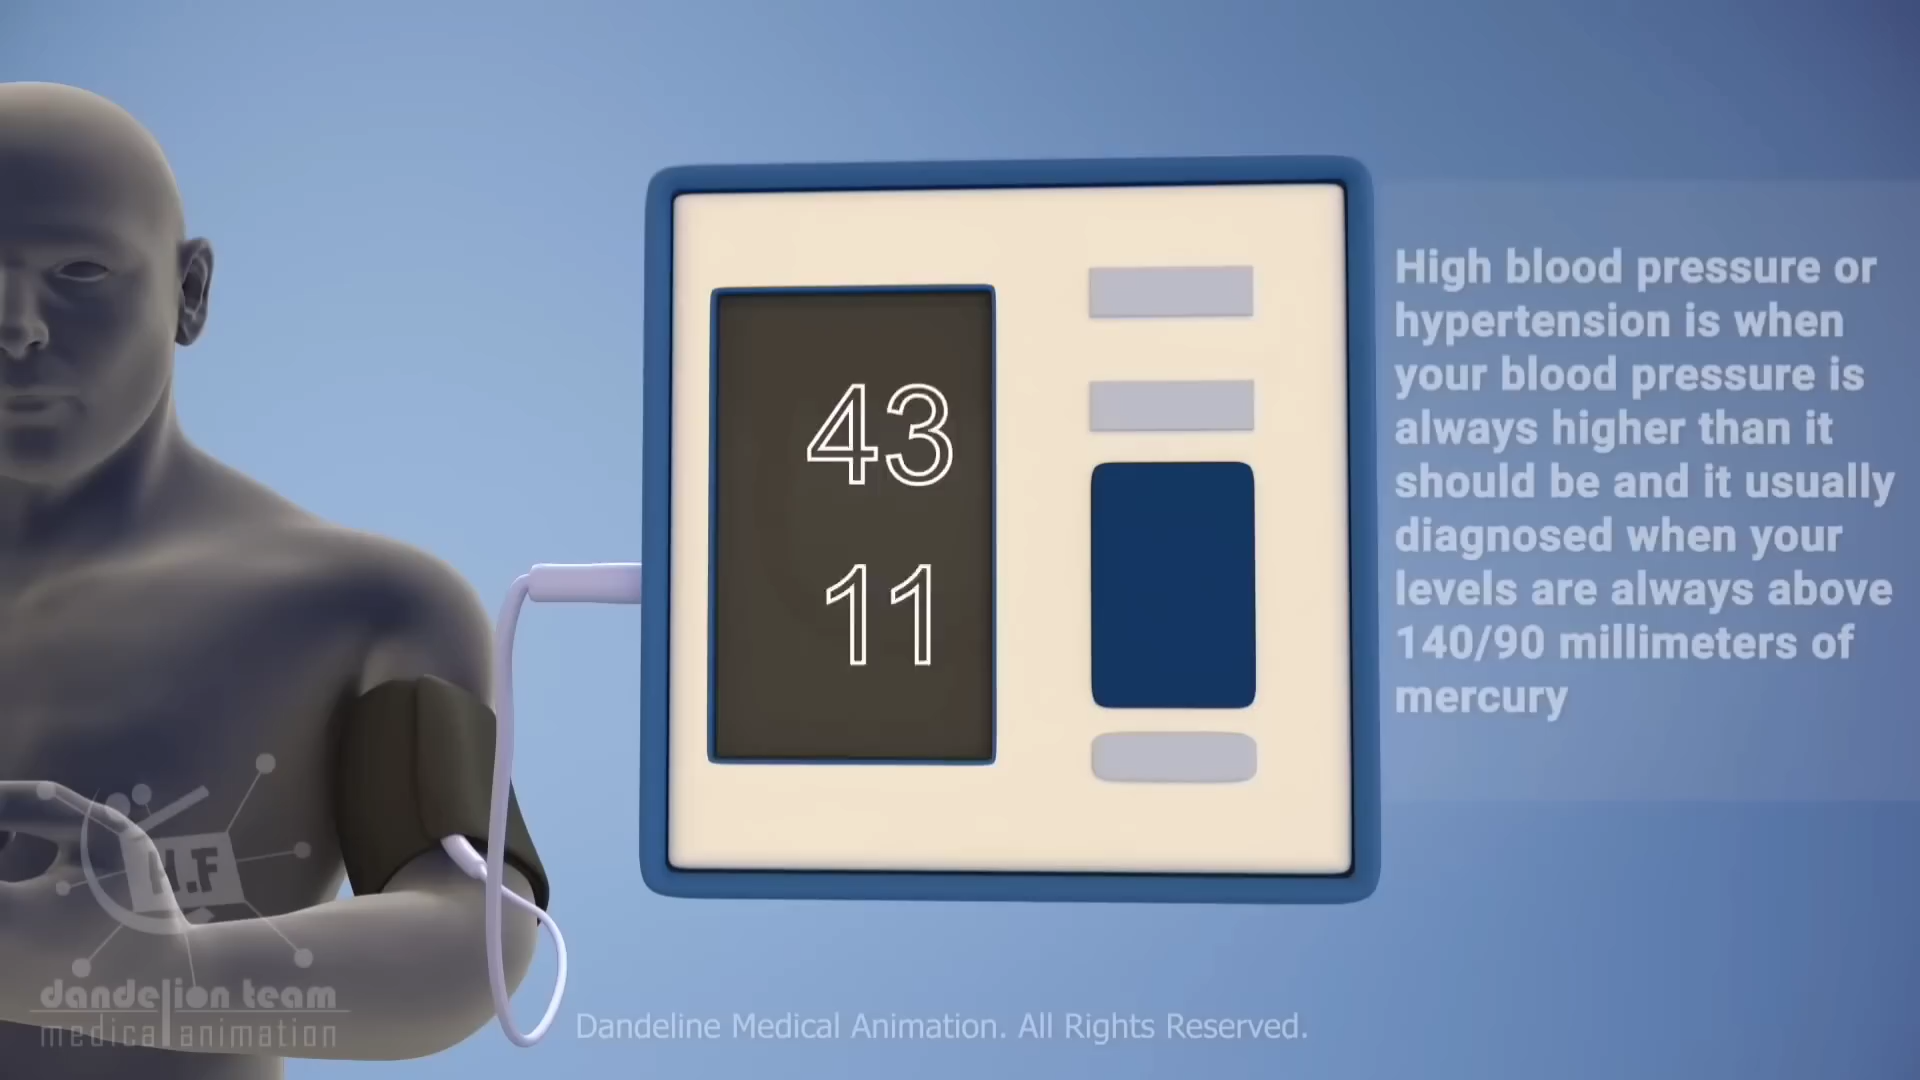 43
11
High blood pressure or
hypertension is when
your blood pressure is
always higher than it
should be and it usually
diagnosed when your
levels are always above
140/90 millimeters of
mercury
N.F
dandelion team
medical animation
Dandeline Medical Animation. All Rights Reserved.